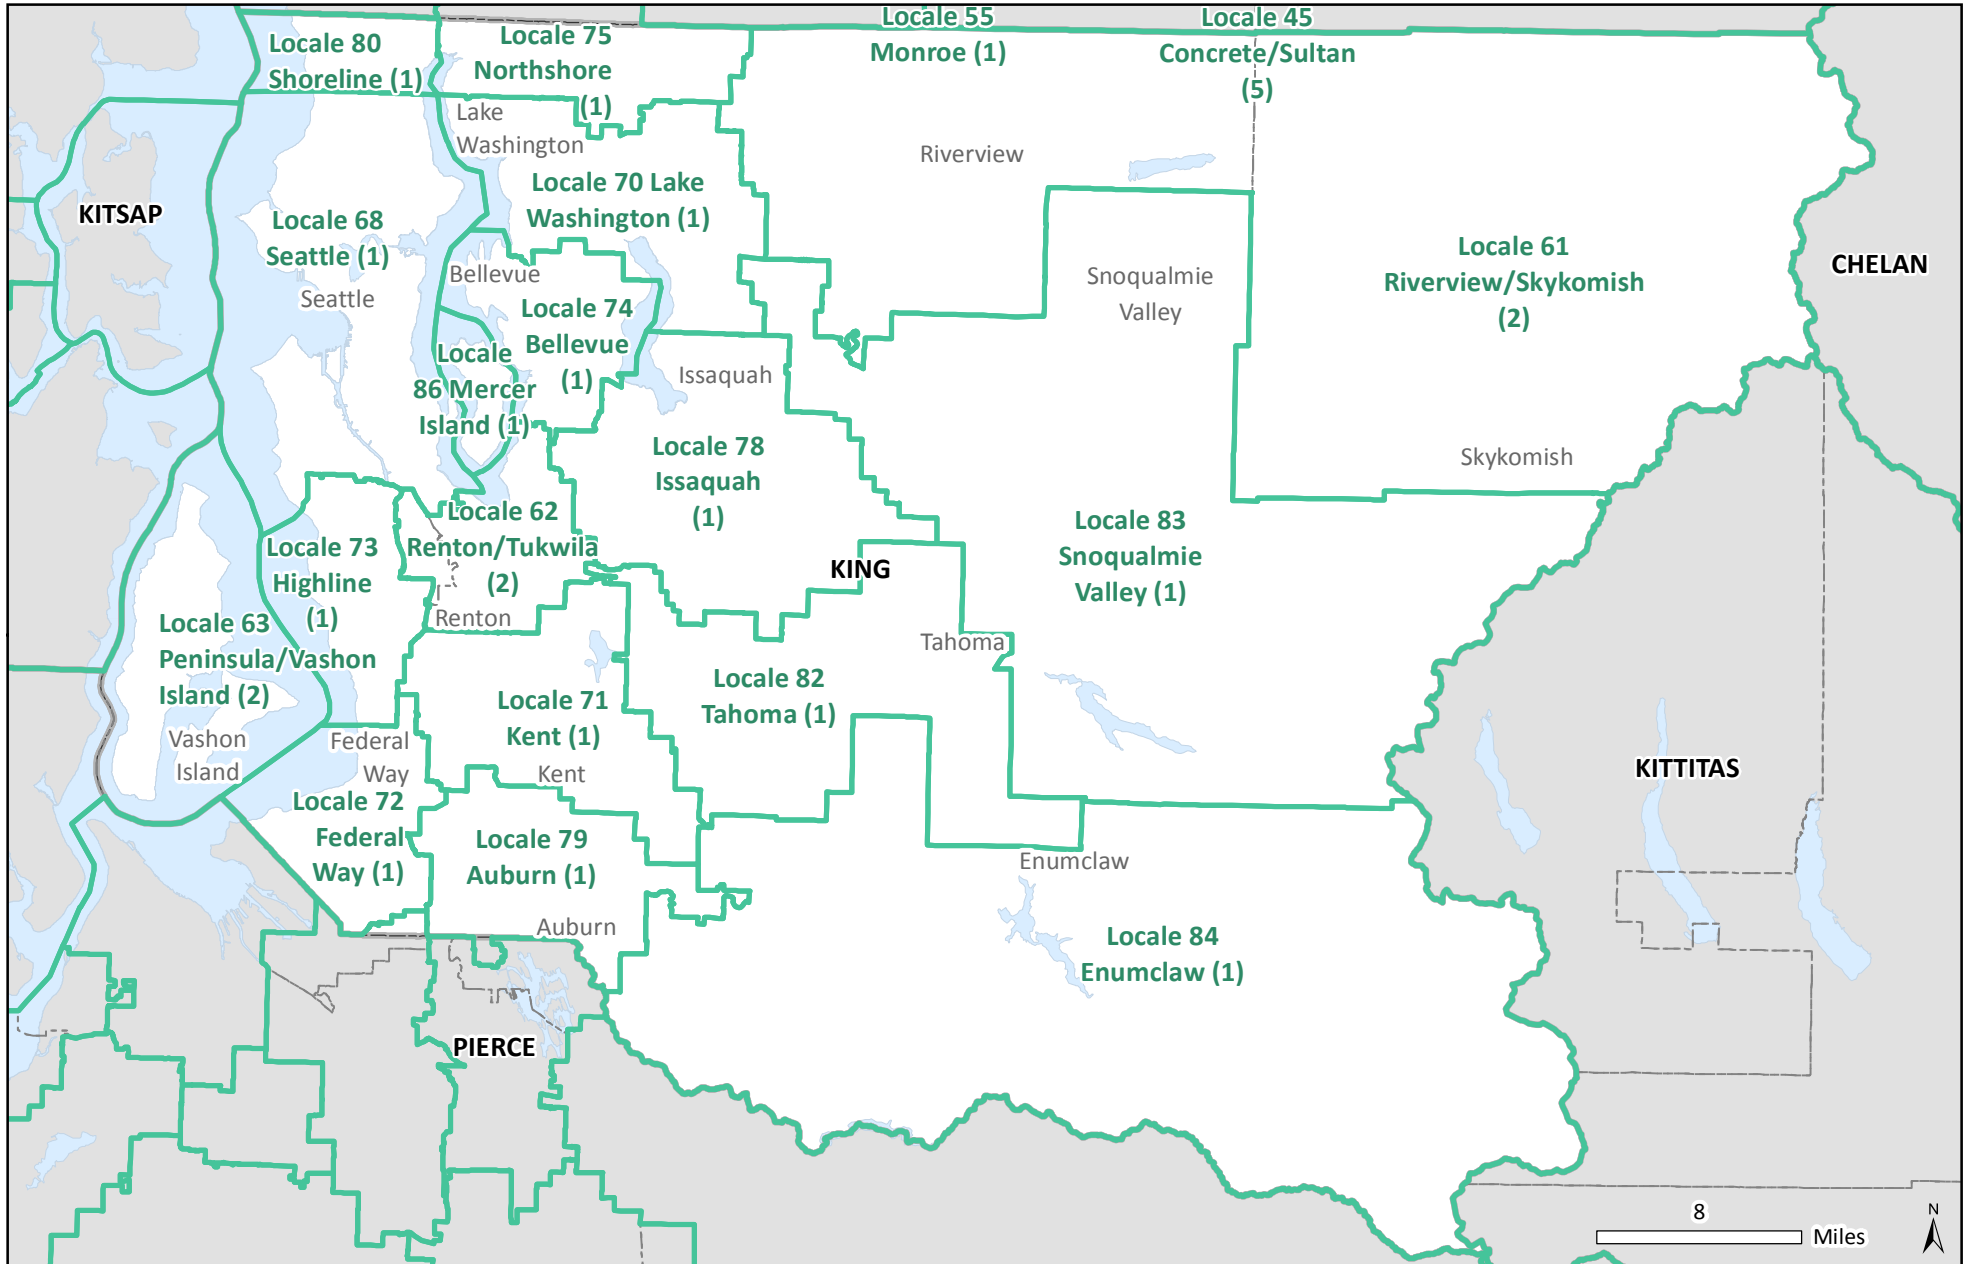 Locale 55
Monroe (1)
Locale 45
Concrete/Sultan
(5)
Locale 80
Shoreline (1)
Locale 75
Northshore
(1)
Lake
Washington
Riverview
Locale 70 Lake
Washington (1)
KITSAP
Locale 68
Seattle (1)
Seattle
Bellevue
Locale 74
Bellevue
(1)
Snoqualmie
Valley
Locale 61
Riverview/Skykomish
(2)
CHELAN
Locale
86 Mercer
Island (1)
Issaquah
Locale 78
Issaquah
(1)
Skykomish
Locale 62
Renton/Tukwila
(2)
Renton
Locale 73
Highline
(1)
KING
Locale 83
Snoqualmie
Valley (1)
Locale 63
Peninsula/Vashon
Island (2)
Vashon
Island
Tahoma
Locale 82
Tahoma (1)
Locale 71
Kent (1)
Kent
Federal
Way
Locale 72
Federal
Way (1)
Locale 79
Auburn (1)
Auburn
KITTITAS
Enumclaw
Locale 84
Enumclaw (1)
PIERCE
8
Miles
N